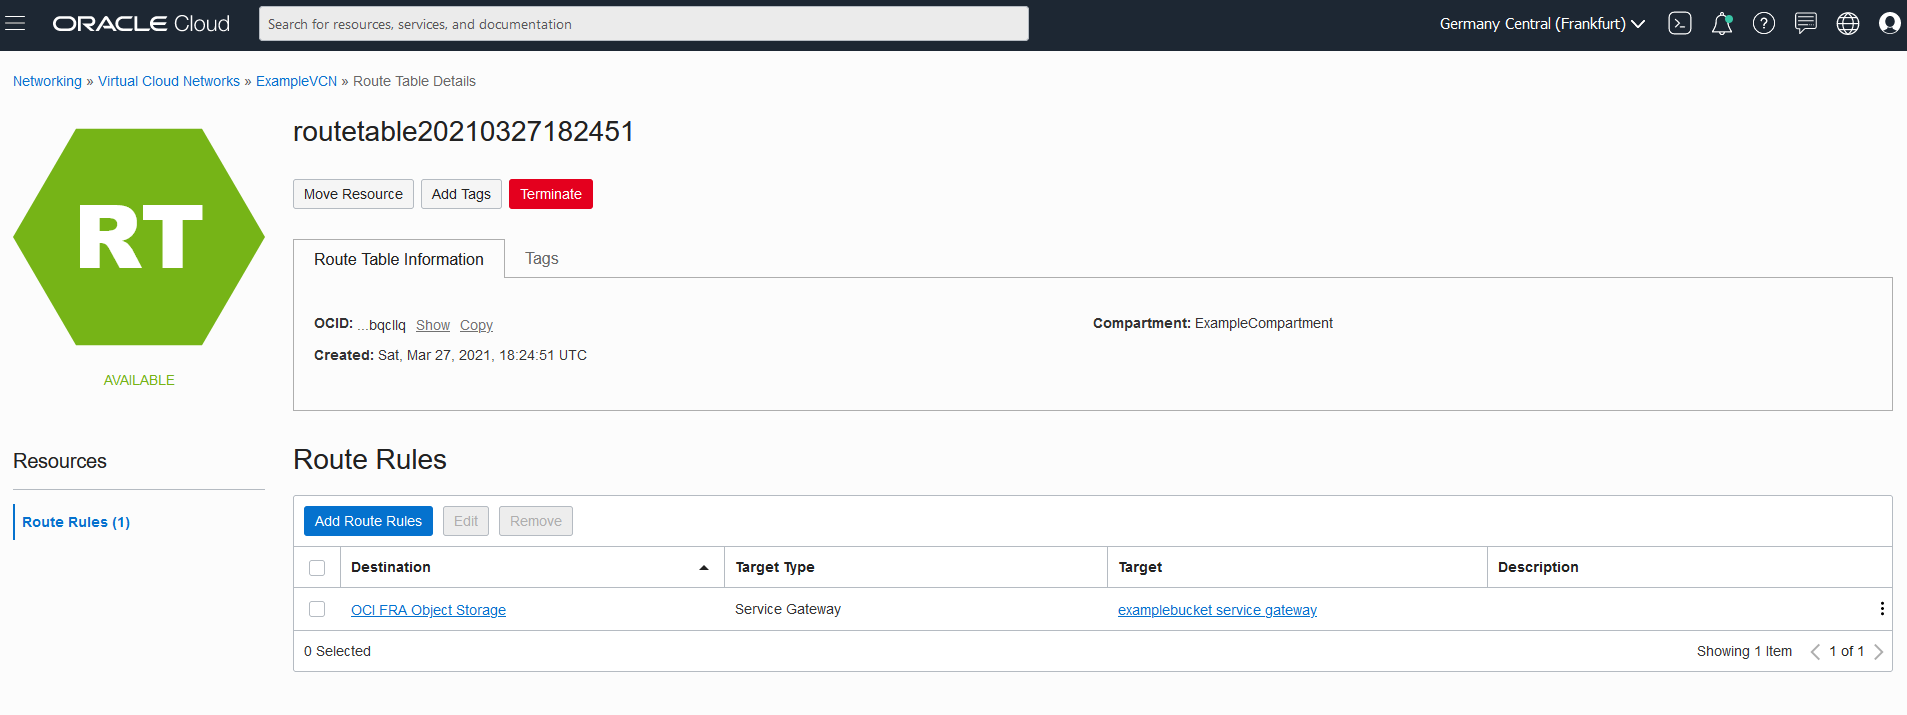 ORACLE Cloud
Search for resources, services, and documentation
Germany Central (Frankfurt)
Networking » Virtual Cloud Networks » ExampleVCN » Route Table Details
RT
AVAILABLE
routetable20210327182451
Move Resource Add Tags Terminate
Route Table Information Tags
OCID: ...bqcllq Show Copy
Compartment: ExampleCompartment
Created: Sat, Mar 27, 2021, 18:24:51 UTC
Resources
Route Rules (1)
Route Rules
Add Route Rules Edit Remove
Destination Target Type Target Description
OCI FRA Object Storage Service Gateway examplebucket service gateway
0 Selected Showing 1 Item 1 of 1